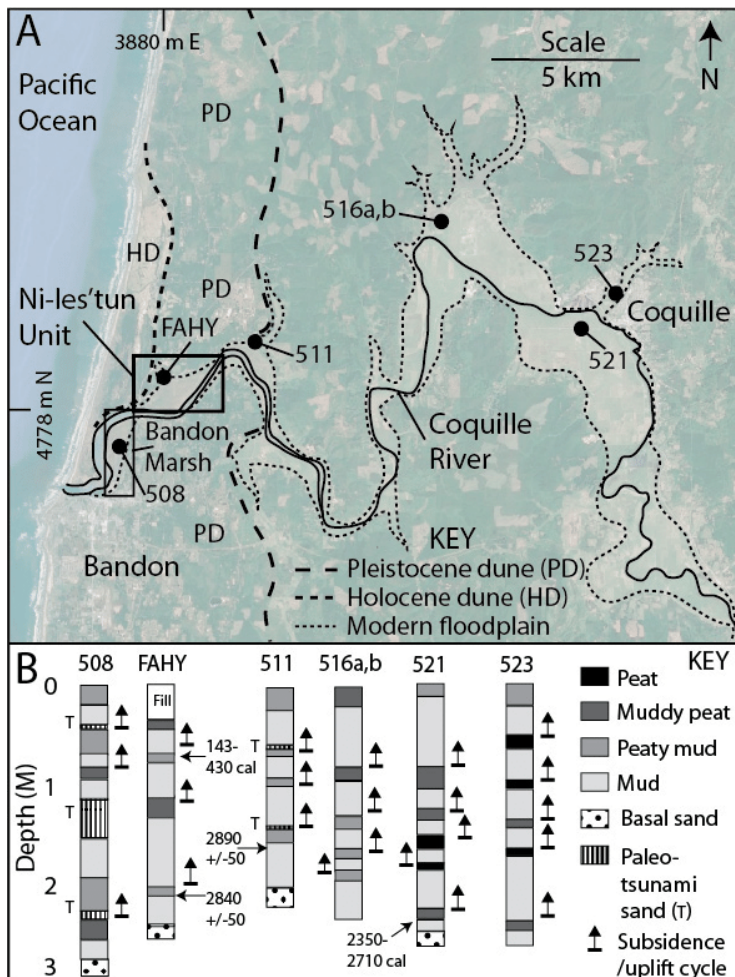 A
3880 m E
Scale
5 km
N
Pacific
Ocean
PD
516a,b
HD
523
PD
Ni-les'tun
Unit
FAHY
Coquille
511
521
4778 m N
Bandon
Marsh
Coquille
River
508
PD
KEY
Bandon
Pleistocene dune (PD)
Holocene dune (HD)
Modern floodplain
B
508 FAHY 511 516a,b 521 523 KEY
0
Fill
Peat
T
Muddy peat
143-
430 cal
T
Peaty mud
1
Mud
Depth (M)
T
T
Basal sand
2890
+/-50
Paleo-
tsunami
sand (T)
2
T
2840
+/-50
2350-
2710 cal
Subsidence
/uplift cycle
3